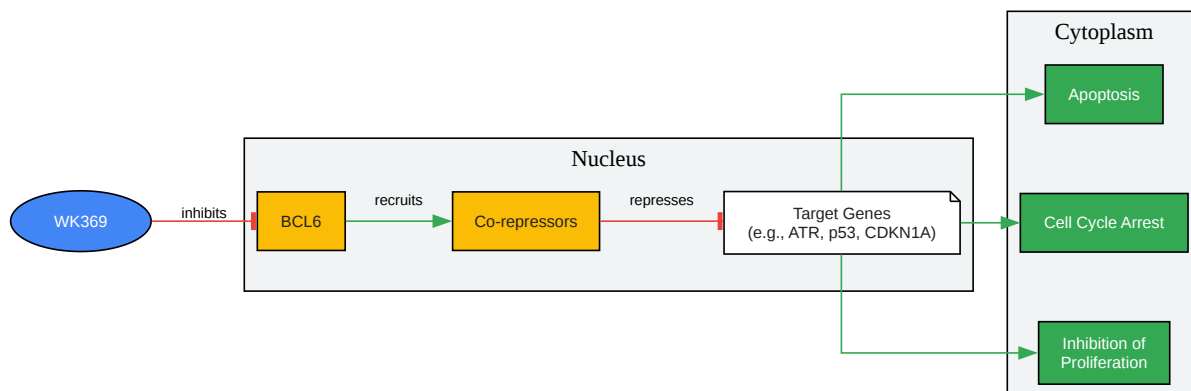 Cytoplasm
Apoptosis
Nucleus
WK369
inhibits
BCL6
recruits
Co-repressors
represses
Target Genes
(e.g., ATR, p53, CDKN1A)
Cell Cycle Arrest
Inhibition of
Proliferation